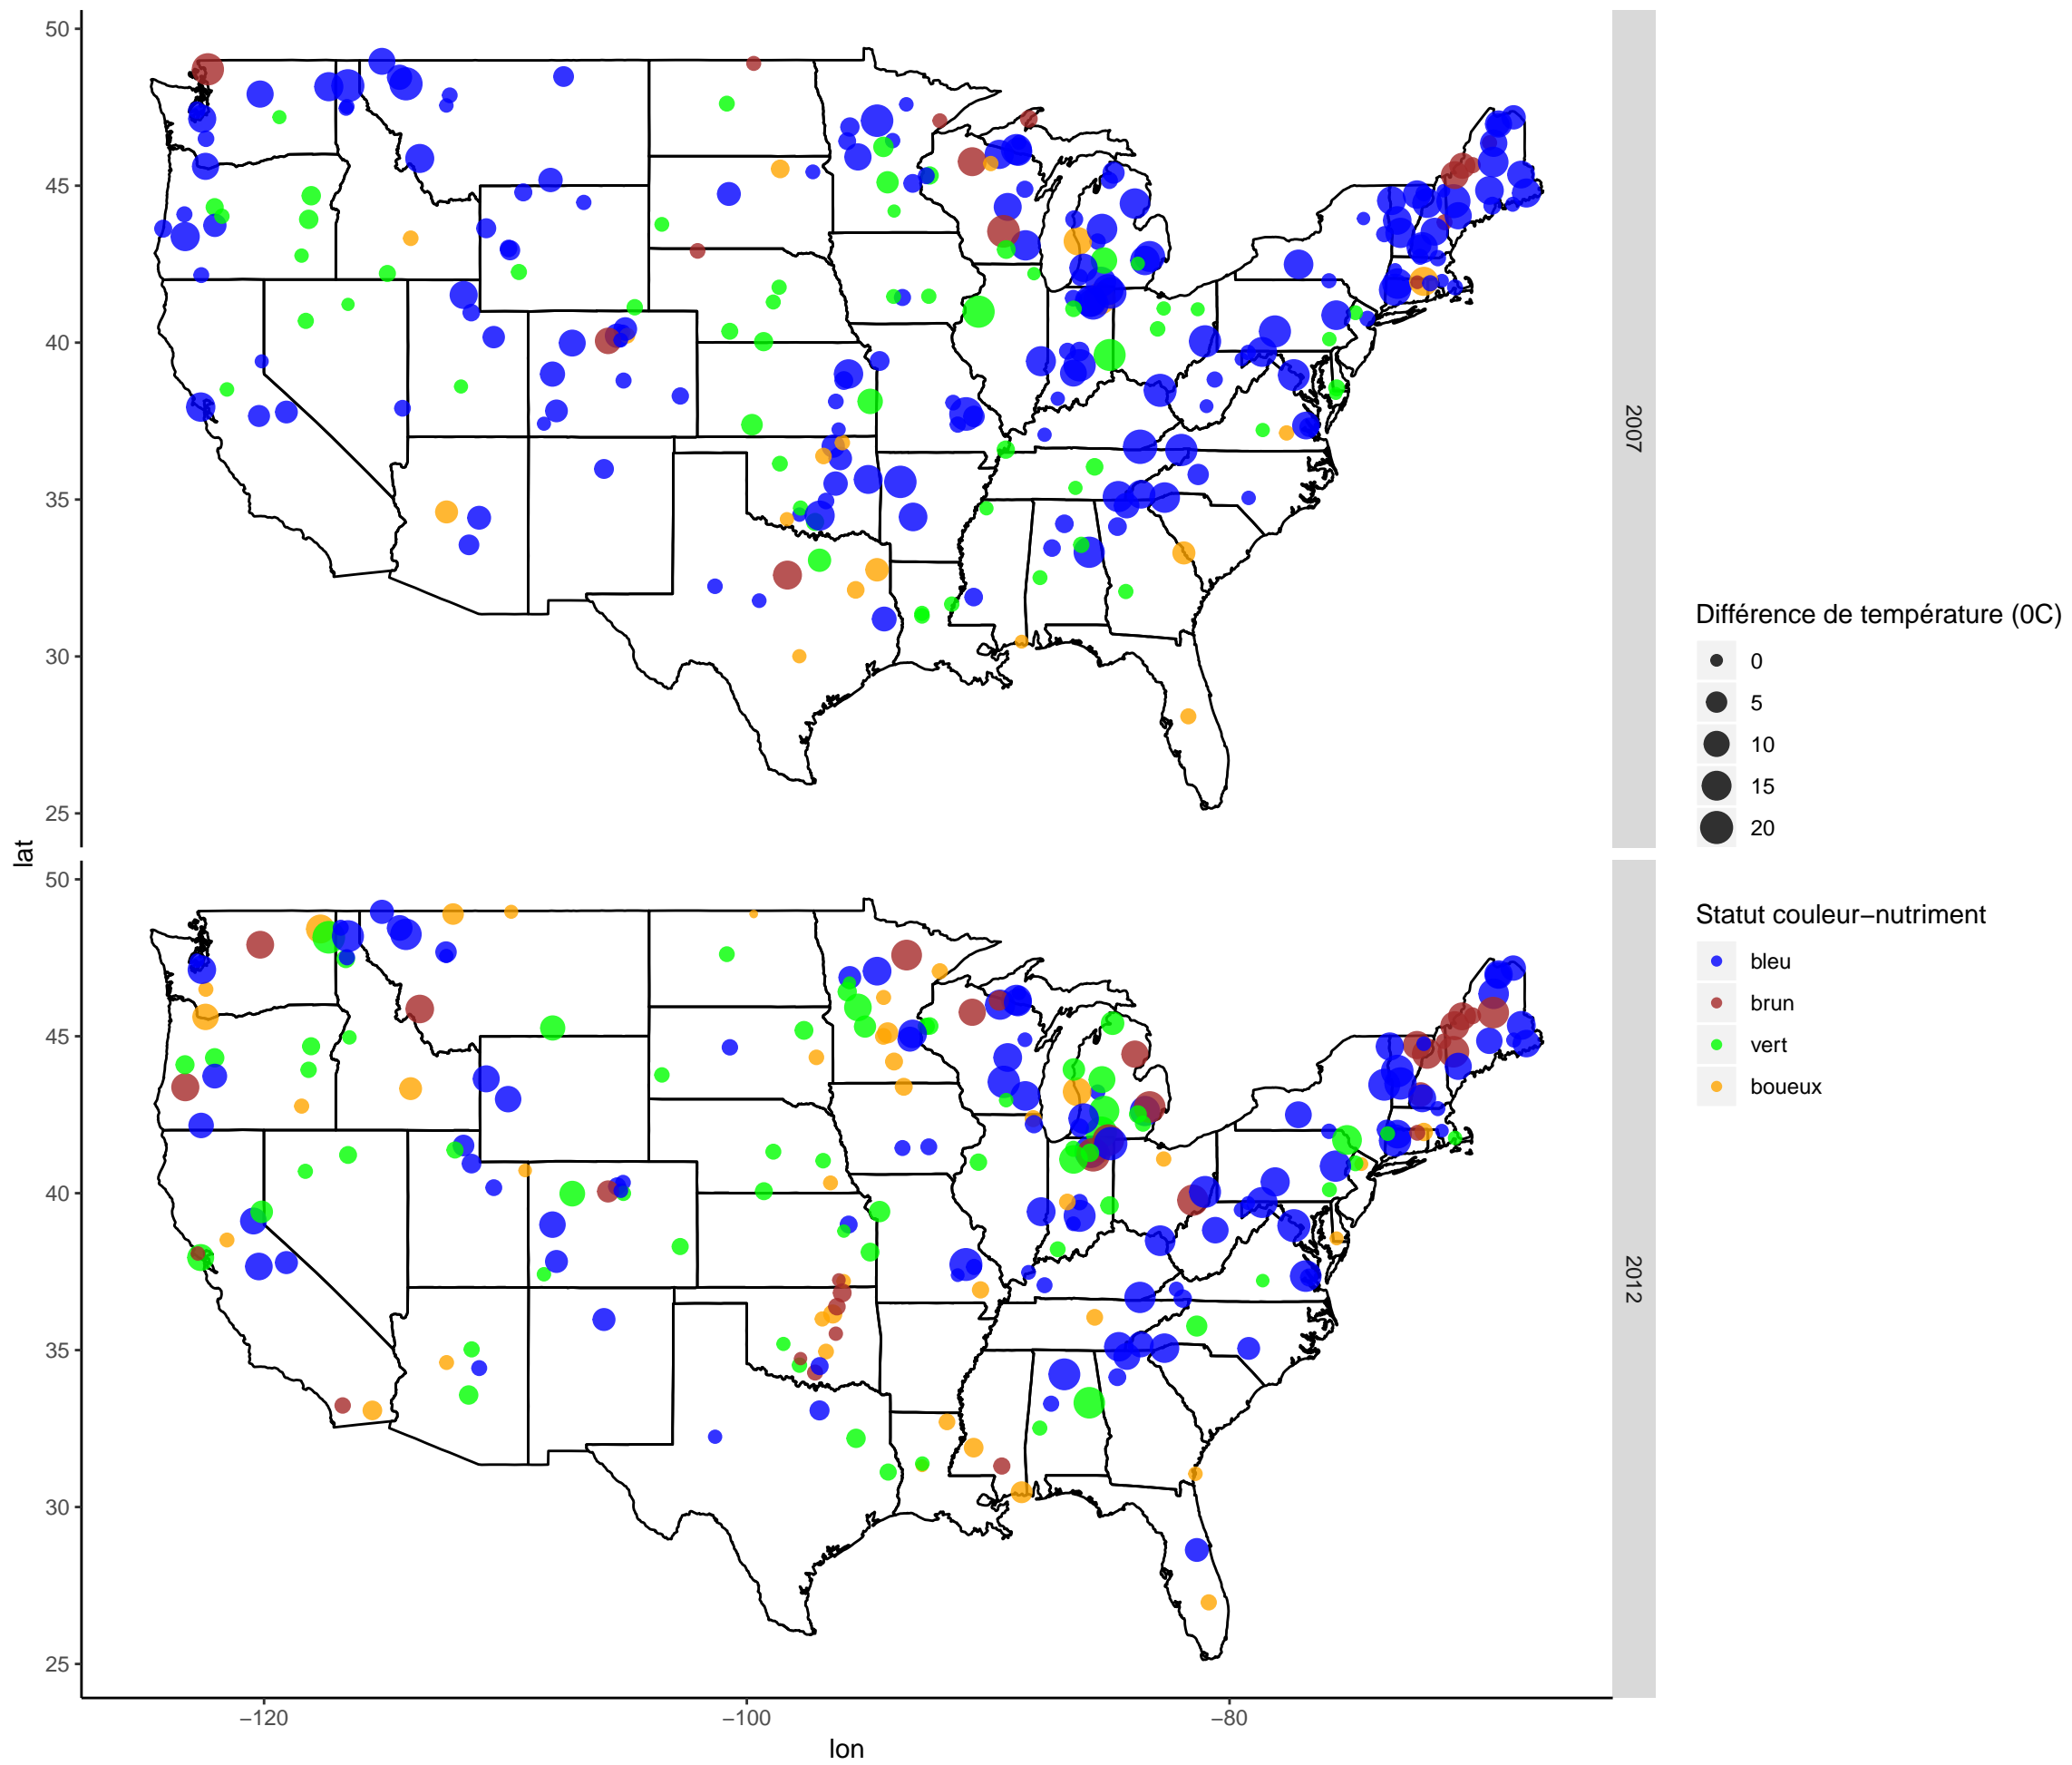 50
45
40
35
30
25
2007
lat
50
45
40
35
30
25
2012
−120
−100
−80
lon
Différence de température (0C)
0
5
10
15
20
Statut couleur−nutriment
bleu
brun
vert
boueux